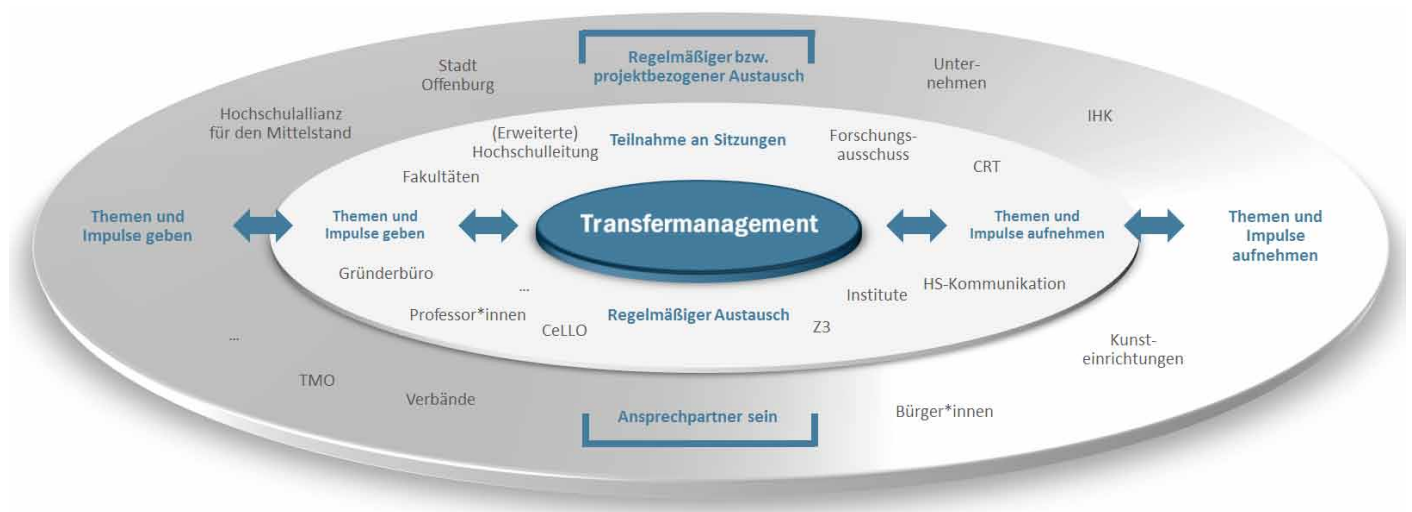 Regelmäßiger bzw.
projektbezogener Austausch
Stadt
Offenburg
Unter-
nehmen
Hochschulallianz
für den Mittelstand
IHK
(Erweiterte)
Hochschulleitung
Teilnahme an Sitzungen
Forschungs-
ausschuss
CRT
Fakultäten
Themen und
Impulse geben
Themen und
Impulse geben
Transfermanagement
Themen und
Impulse aufnehmen
Themen und
Impulse
aufnehmen
Gründerbüro
...
Institute
HS-Kommunikation
Professor*innen
CeLLO
Regelmäßiger Austausch
Z3
...
Kunst-
einrichtungen
TMO
Verbände
Ansprechpartner sein
Bürger*innen